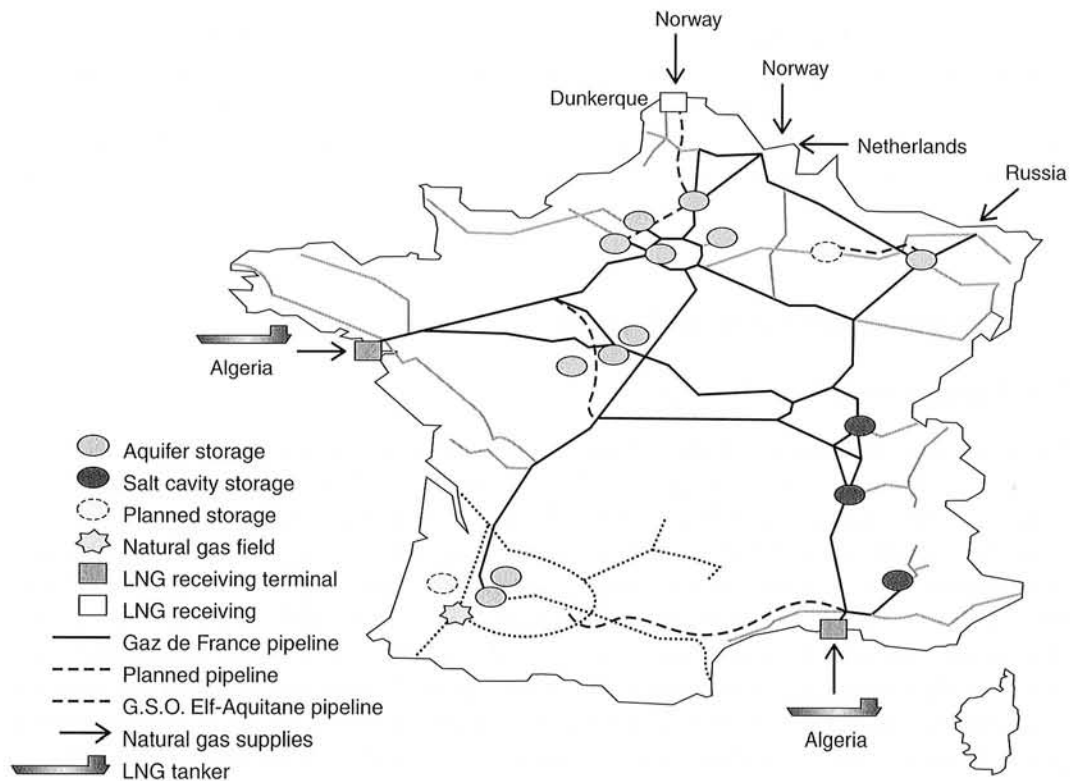 Norway
Norway
Dunkerque
Netherlands
Russia
Algeria
Aquifer storage
Salt cavity storage
Planned storage
Natural gas field
LNG receiving terminal
LNG receiving
Gaz de France pipeline
Planned pipeline
G.S.O. Elf-Aquitane pipeline
Natural gas supplies
LNG tanker
Algeria